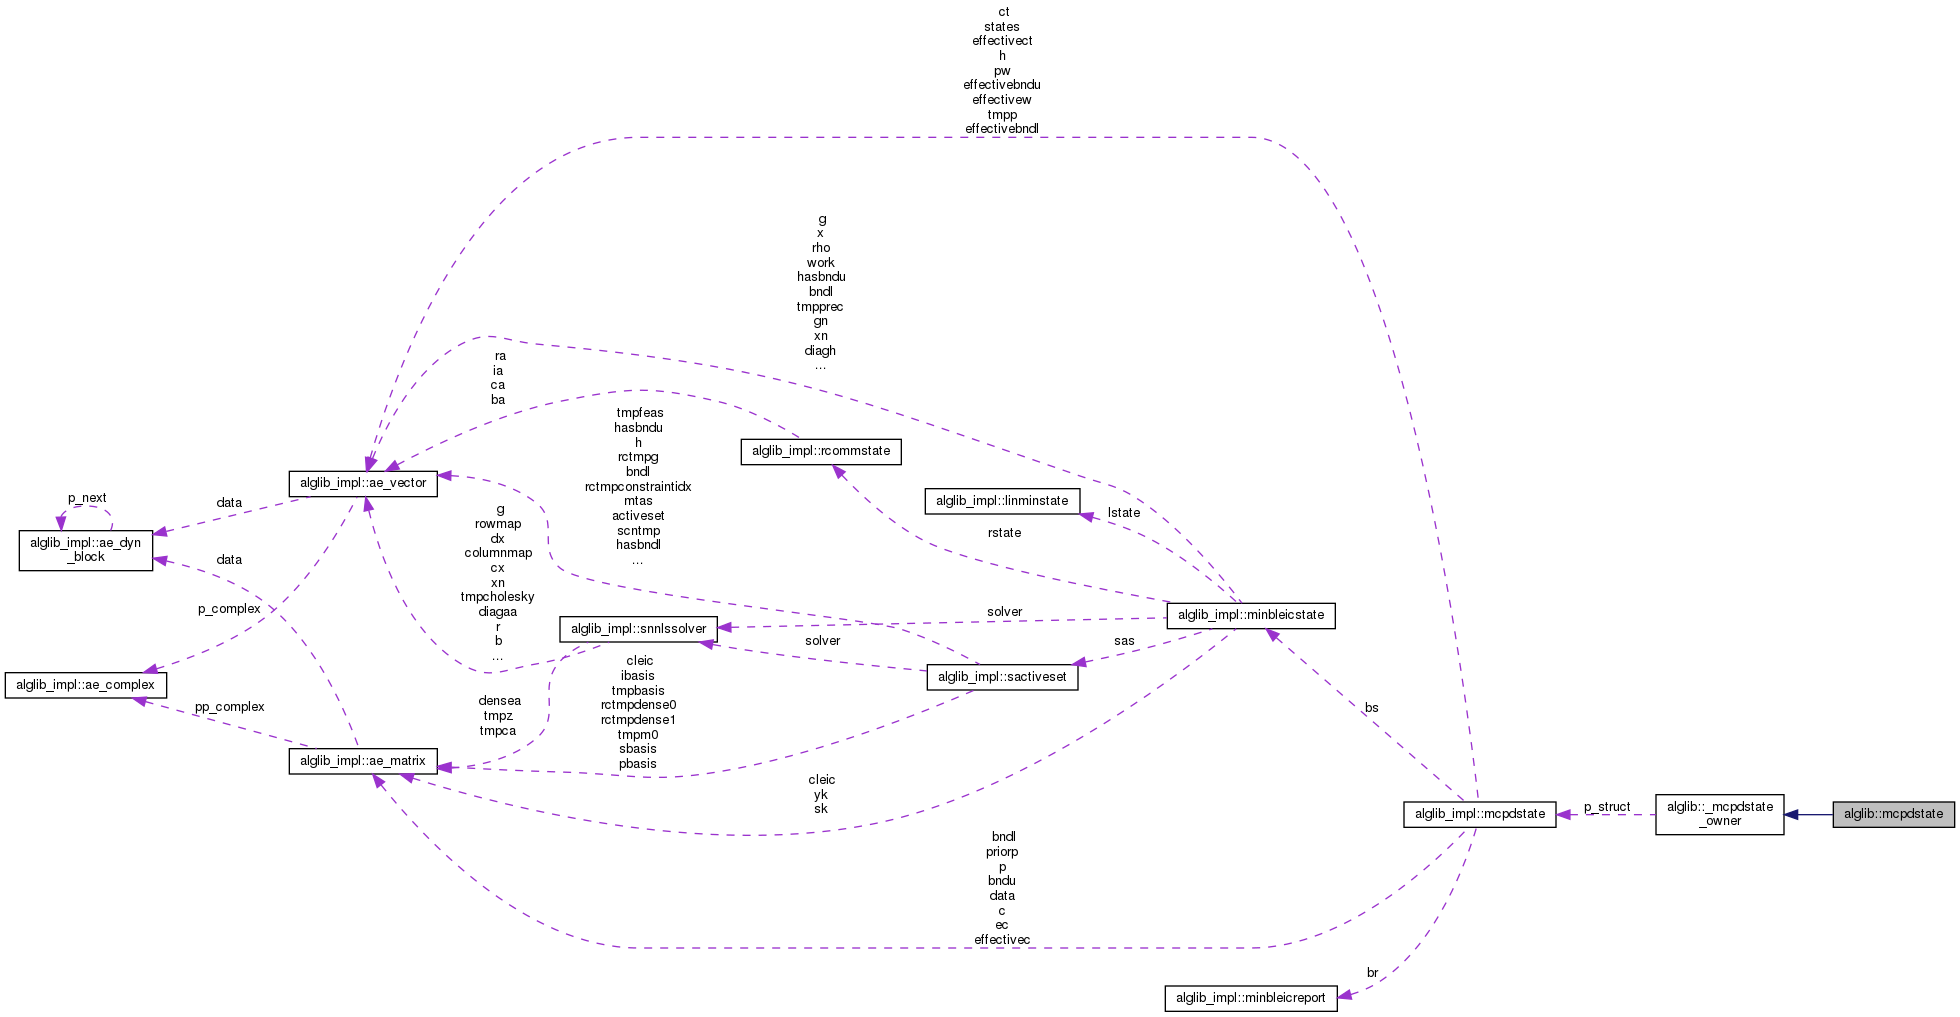 ct
states
effectivect
h
pw
effectivebndu
effectivew
tmpp
effectivebndl
g
x
rho
work
hasbndu
bndl
tmpprec
gn
xn
diagh
...
ra
ia
ca
ba
tmpfeas
hasbndu
h
rctmpg
bndl
rctmpconstraintidx
mtas
activeset
scntmp
hasbndl
...
alglib_impl::rcommstate
alglib_impl::ae_vector
p_next
data
alglib_impl::linminstate
lstate
g
rowmap
dx
columnmap
cx
xn
tmpcholesky
diagaa
r
b
...
rstate
alglib_impl::ae_dyn
_block
data
p_complex
solver
alglib_impl::minbleicstate
alglib_impl::snnlssolver
solver
sas
cleic
ibasis
tmpbasis
rctmpdense0
rctmpdense1
tmpm0
sbasis
pbasis
alglib_impl::sactiveset
alglib_impl::ae_complex
pp_complex
densea
tmpz
tmpca
bs
alglib_impl::ae_matrix
cleic
yk
sk
alglib_impl::mcpdstate
p_struct
alglib::_mcpdstate
_owner
alglib::mcpdstate
bndl
priorp
p
bndu
data
c
ec
effectivec
br
alglib_impl::minbleicreport